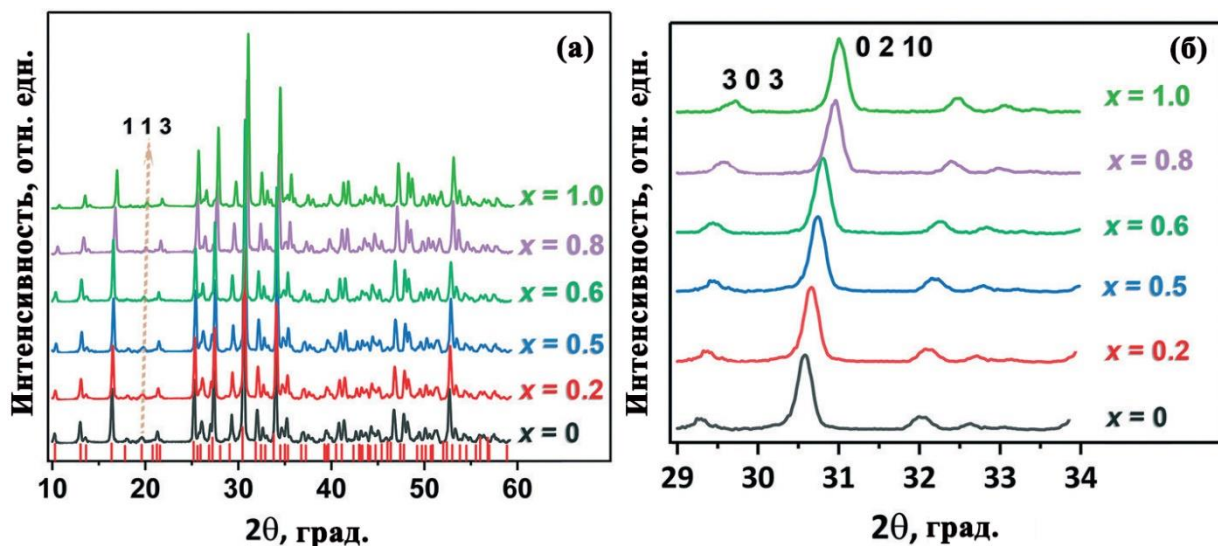 Интенсивность, отн. едн.
(а)
1 1 3
x = 1.0
x = 0.8
x = 0.6
x = 0.5
x = 0.2
x = 0
10 20 30 40 50 60
2θ, град.
Интенсивность, отн. едн.
(б)
0 2 10
3 0 3
x = 1.0
x = 0.8
x = 0.6
x = 0.5
x = 0.2
x = 0
29 30 31 32 33 34
2θ, град.